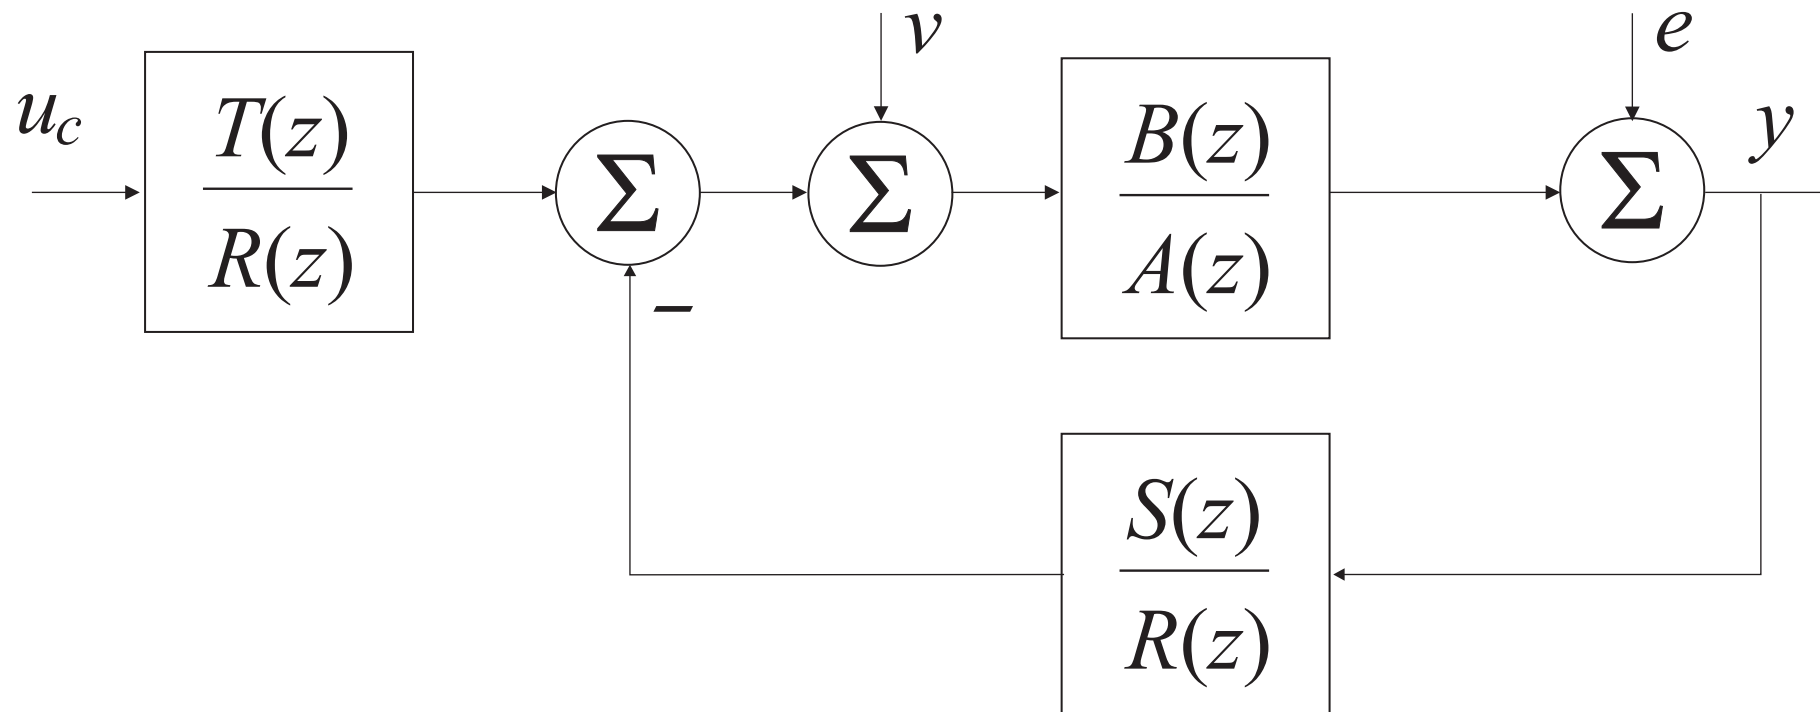 u_c
T(z)
R(z)
Σ
–
v
Σ
B(z)
A(z)
e
Σ
y
S(z)
R(z)